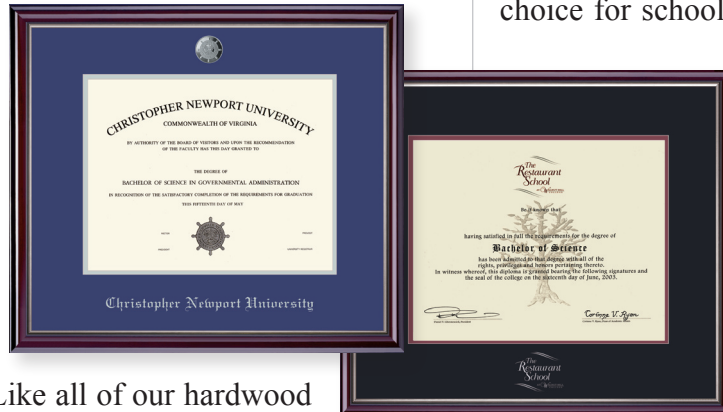 choice for school
CHRISTOPHER NEWPORT UNIVERSITY
COMMONWEALTH OF VIRGINIA
BY AUTHORITY OF THE BOARD OF VISITORS AND UPON THE RECOMMENDATION
OF THE FACULTY HAS THIS DAY GRANTED TO
THE DEGREE OF
BACHELOR OF SCIENCE IN GOVERNMENTAL ADMINISTRATION
IN RECOGNITION OF THE SATISFACTORY COMPLETION OF THE REQUIREMENTS FOR GRADUATION
THIS FIFTEENTH DAY OF MAY
Christopher Newport University
The
Restaurant
School
Be it known that
having satisfied in full the requirements for the degree of
Bachelor of Science
has been admitted to that degree with all of the
rights, privileges and honors pertaining thereto.
In witness whereof, this diploma is granted bearing the following signatures and
the seal of the college on the sixteenth day of June, 2003.
Corinne V. Ryan
The
Restaurant
School
Like all of our hardwood